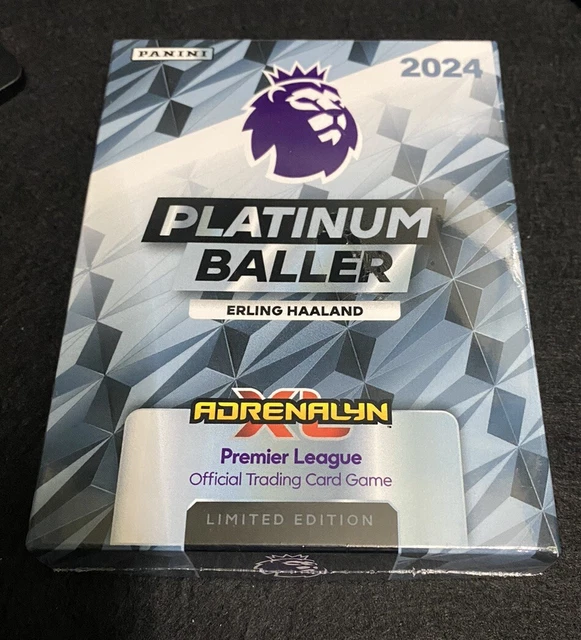 PANINI
2024
PLATINUM
BALLER
ERLING HAALAND
ADRENALYN
XL
Premier League
Official Trading Card Game
LIMITED EDITION